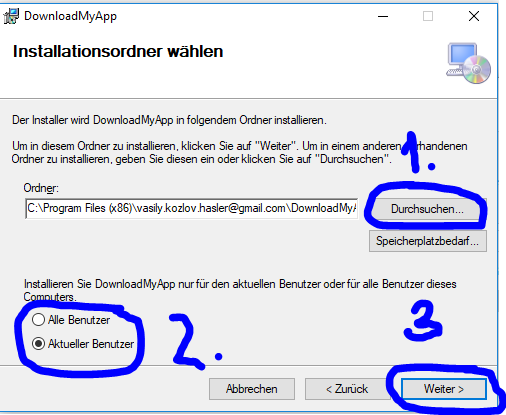 DownloadMyApp
Installationsordner wählen
Der Installer wird DownloadMyApp in folgendem Ordner installieren.
Um in diesem Ordner zu installieren, klicken Sie auf "Weiter". Um in einem anderen vorhandenen
Ordner zu installieren, geben Sie diesen ein oder klicken Sie auf "Durchsuchen".
1.
Ordner:
C:\Program Files (x86)\vasily.kozlov.hasler@gmail.com\DownloadMyA
Durchsuchen...
Speicherplatzbedarf...
Installieren Sie DownloadMyApp nur für den aktuellen Benutzer oder für alle Benutzer dieses
Computers.
Alle Benutzer
Aktueller Benutzer
2.
3
Abbrechen
< Zurück
Weiter >